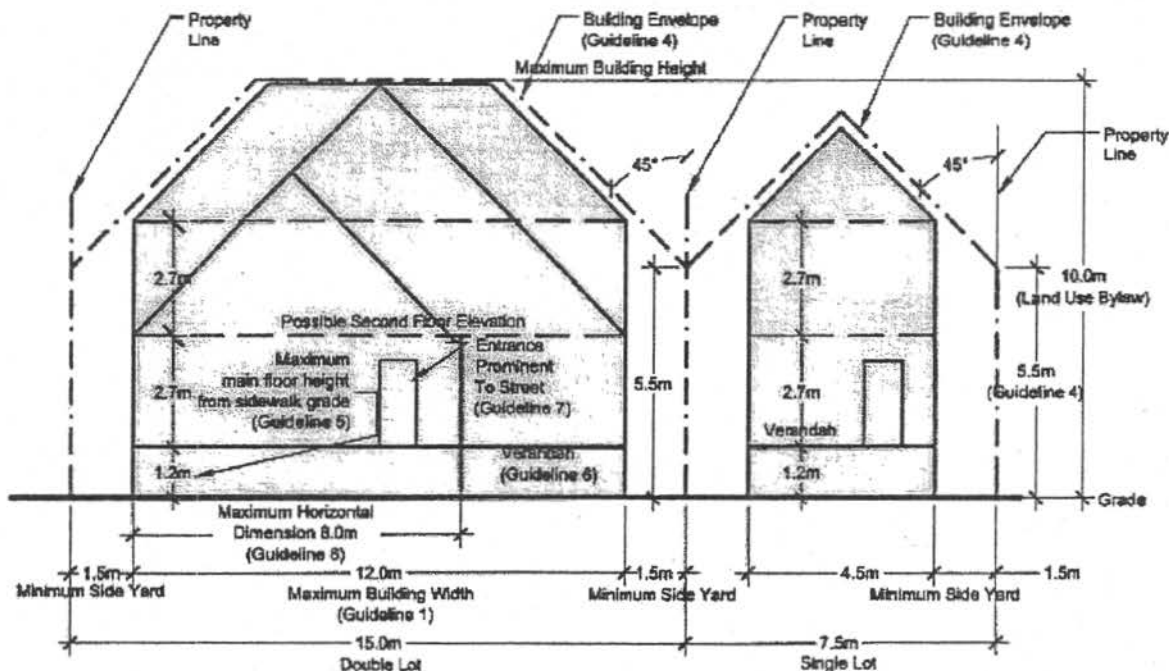 Property
Line
Building Envelope
(Guideline 4)
Maximum Building Height
Property
Line
Building Envelope
(Guideline 4)
Property
Line
45°
45°
2.7m
2.7m
10.0m
(Land Use Bylaw)
Possible Second Floor Elevation
Maximum
main floor height
from sidewalk grade
(Guideline 5)
Entrance
Prominent
To Street
(Guideline 7)
5.5m
5.5m
(Guideline 4)
2.7m
2.7m
Verandah
Verandah
(Guideline 6)
1.2m
1.2m
Grade
Maximum Horizontal
Dimension 8.0m
(Guideline 8)
1.5m
Minimum Side Yard
12.0m
Maximum Building Width
(Guideline 1)
1.5m
Minimum Side Yard
4.5m
Minimum Side Yard
1.5m
15.0m
Double Lot
7.5m
Single Lot